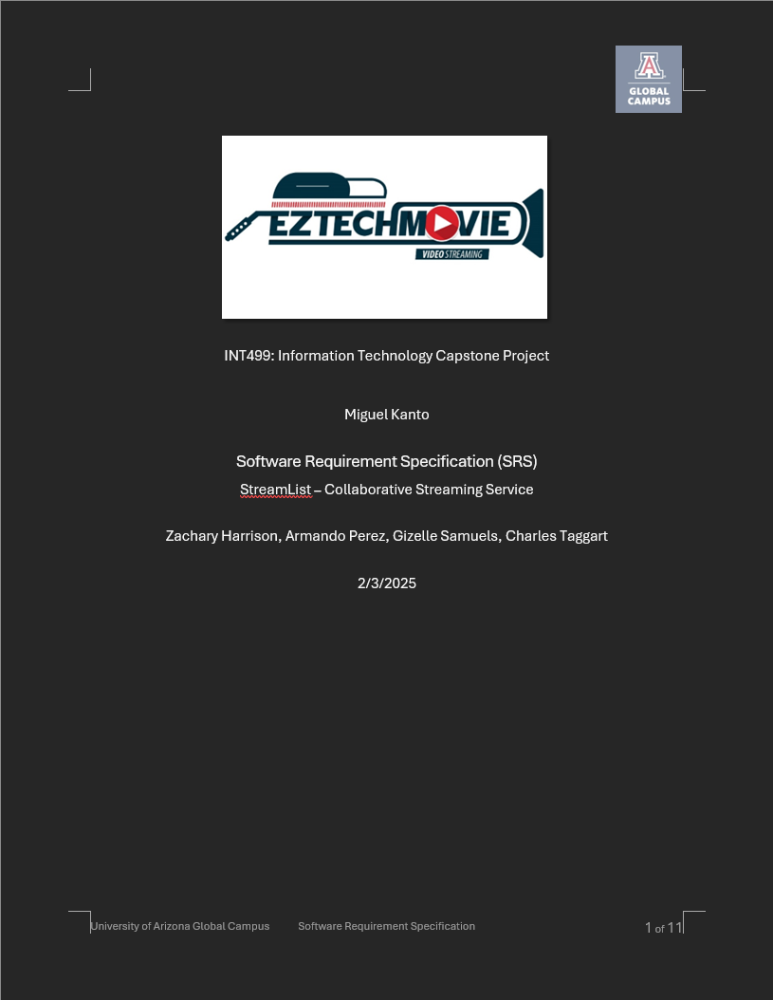 A
GLOBAL
CAMPUS
EZTECHMOVIE
VIDEO STREAMING
INT499: Information Technology Capstone Project
Miguel Kanto
Software Requirement Specification (SRS)
StreamList – Collaborative Streaming Service
Zachary Harrison, Armando Perez, Gizelle Samuels, Charles Taggart
2/3/2025
University of Arizona Global Campus Software Requirement Specification 1 of 11